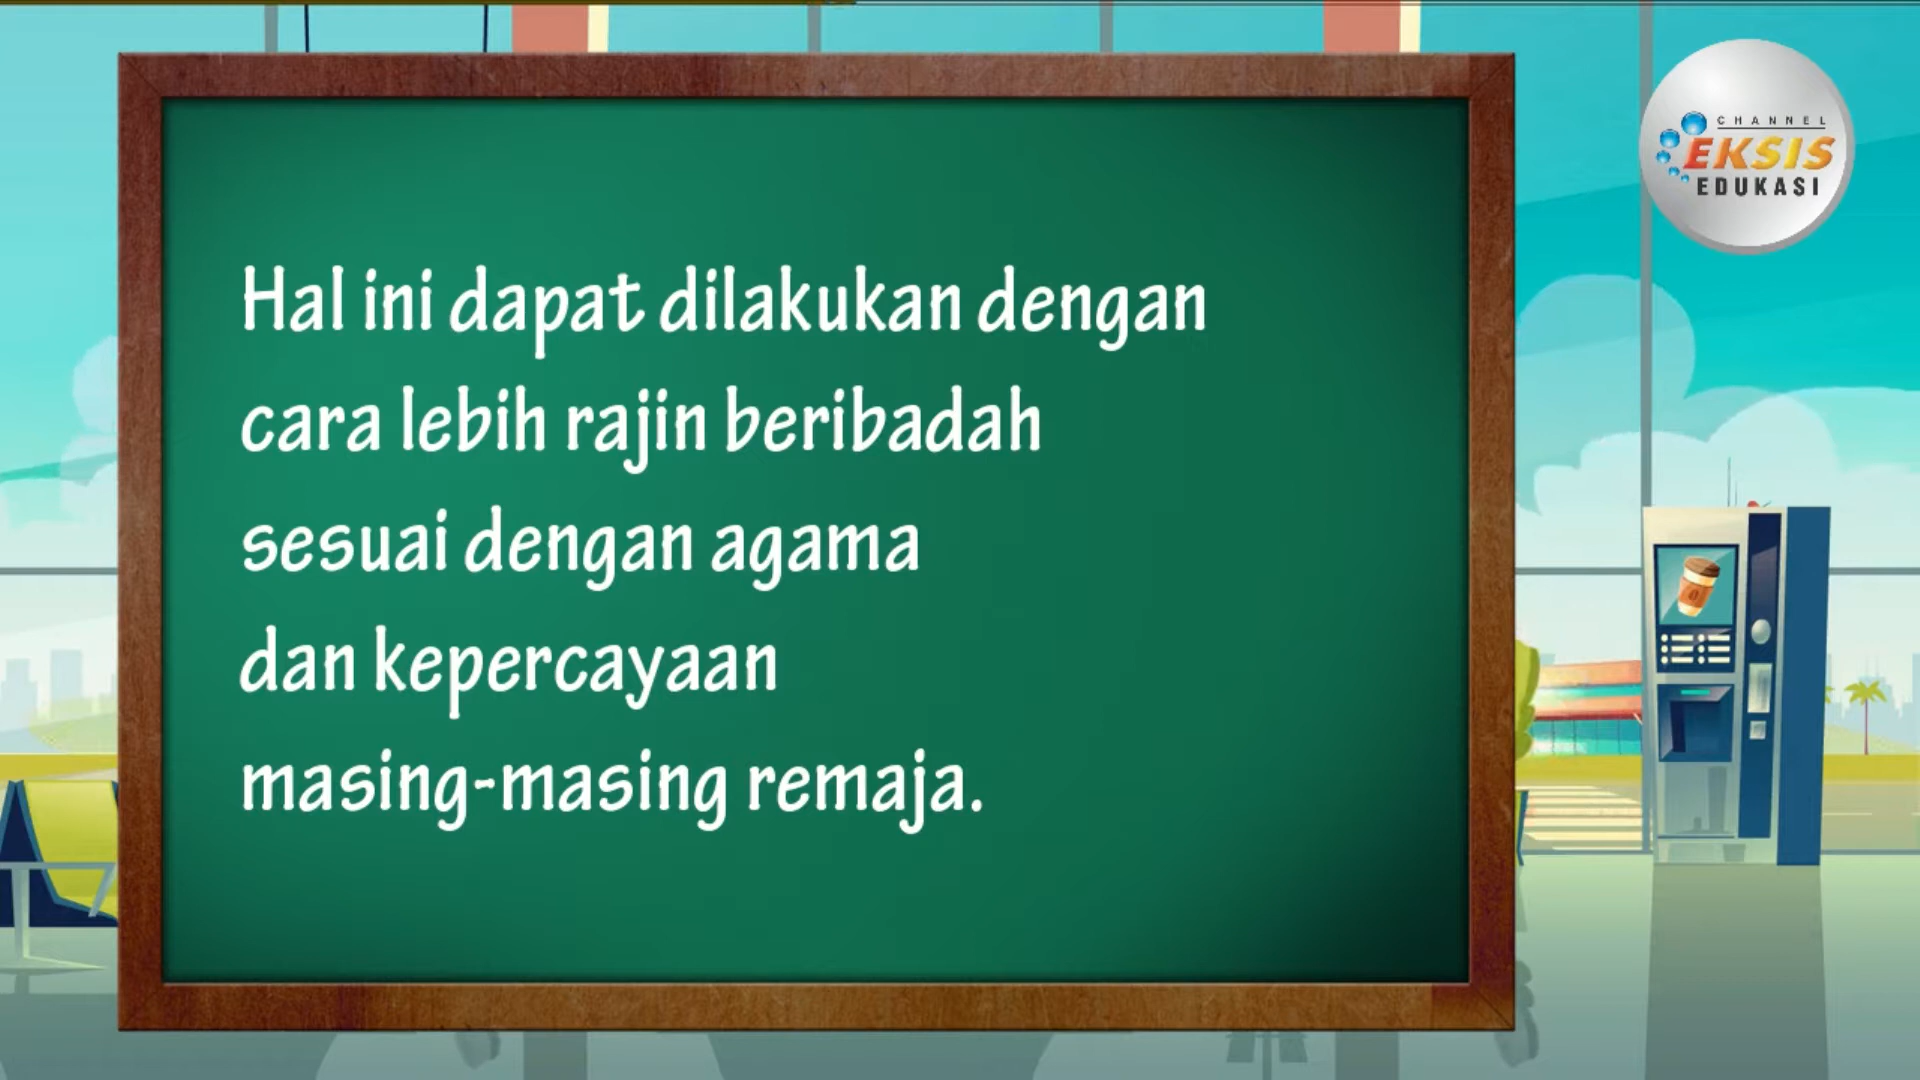 Hal ini dapat dilakukan dengan
cara lebih rajin beribadah
sesuai dengan agama
dan kepercayaan
masing-masing remaja.
CHANNEL
EKSIS
EDUKASI